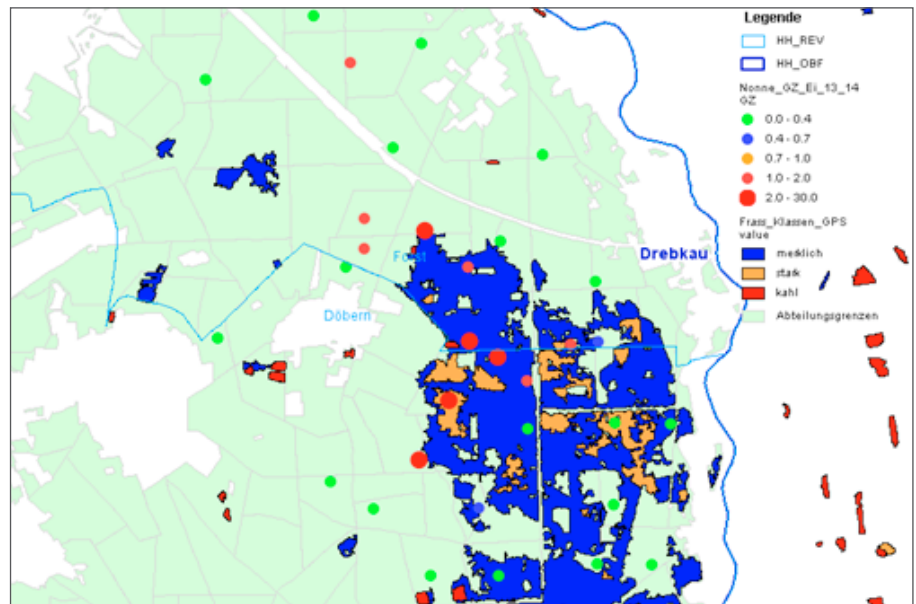 Legende
HH_REV
HH_OBF
Nonne_GZ_Ei_13_14
GZ
0.0 - 0.4
0.4 - 0.7
0.7 - 1.0
1.0 - 2.0
2.0 - 30.0
Frass_Klassen_GPS
value
merklich
stark
kahl
Abteilungsgrenzen
Forst
Drebkau
Döbern